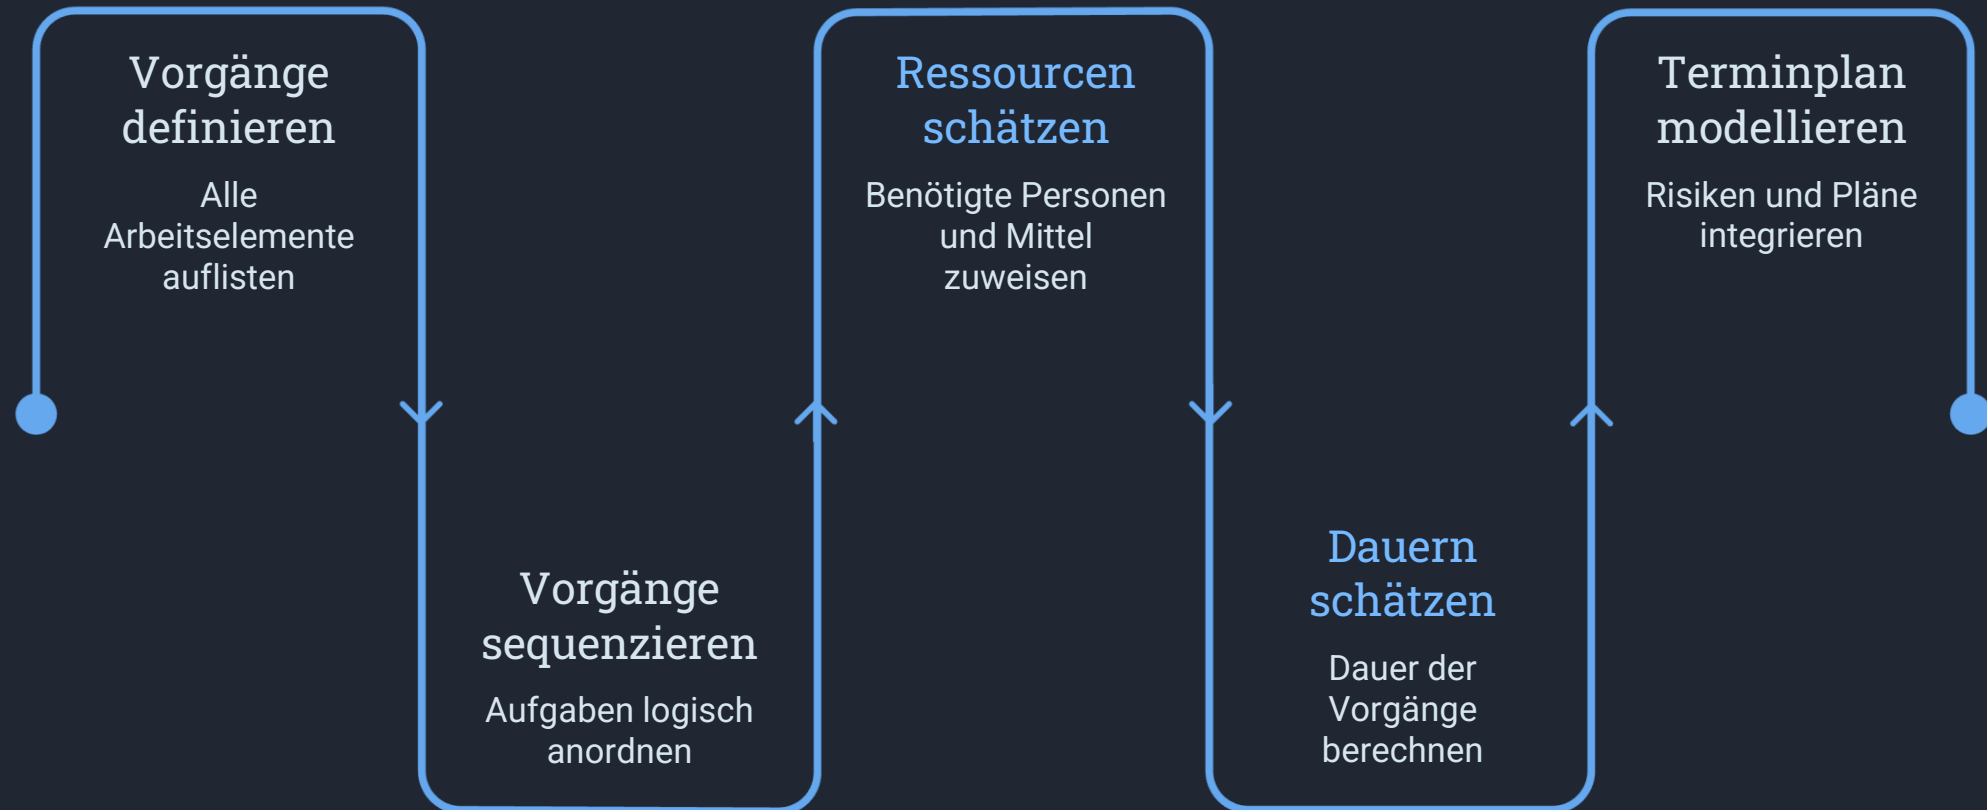 Vorgänge
definieren
Alle
Arbeitselemente
auflisten
Vorgänge
sequenzieren
Aufgaben logisch
anordnen
Ressourcen
schätzen
Benötigte Personen
und Mittel
zuweisen
Dauern
schätzen
Dauer der
Vorgänge
berechnen
Terminplan
modellieren
Risiken und Pläne
integrieren